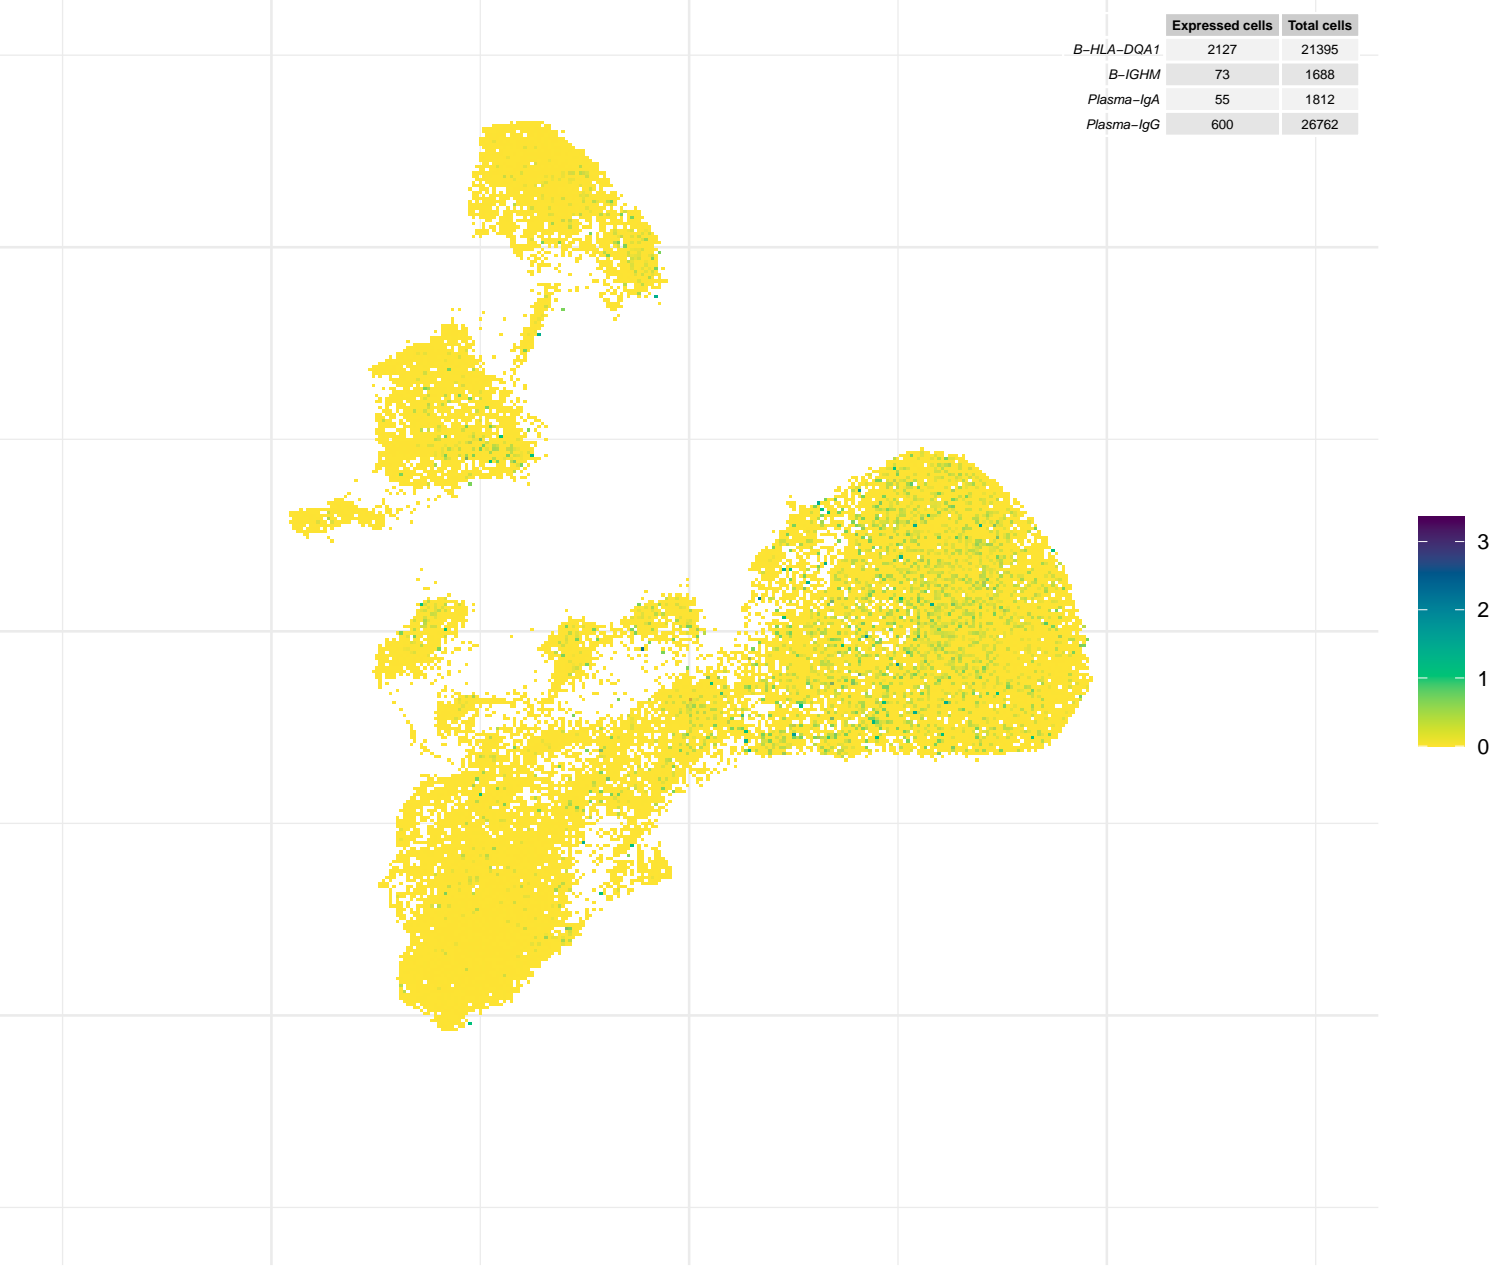 Expressed cells Total cells
B−HLA−DQA1 2127 21395
B−IGHM 73 1688
Plasma−IgA 55 1812
Plasma−IgG 600 26762
3
2
1
0